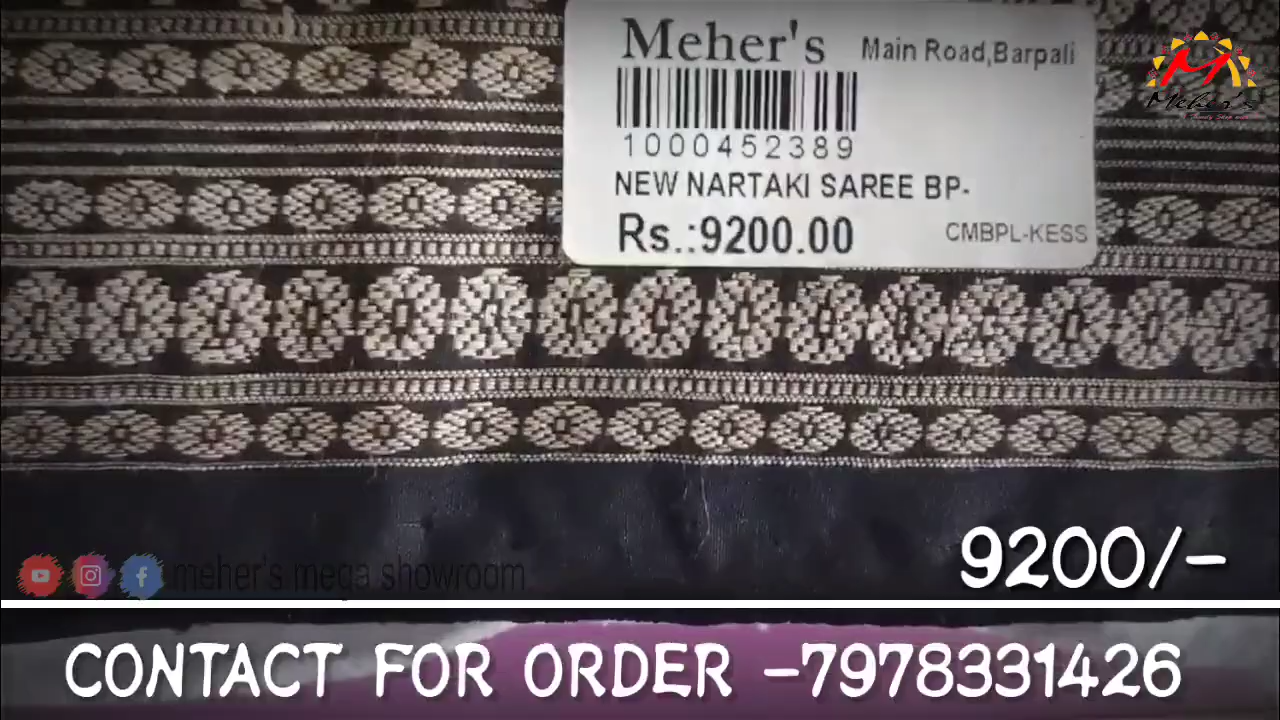 Meher's Main Road,Barpali
1000452389
NEW NARTAKI SAREE BP-
Rs.:9200.00 CMBPL-KESS
Meher's
9200/-
meher's mega showroom
CONTACT FOR ORDER -7978331426